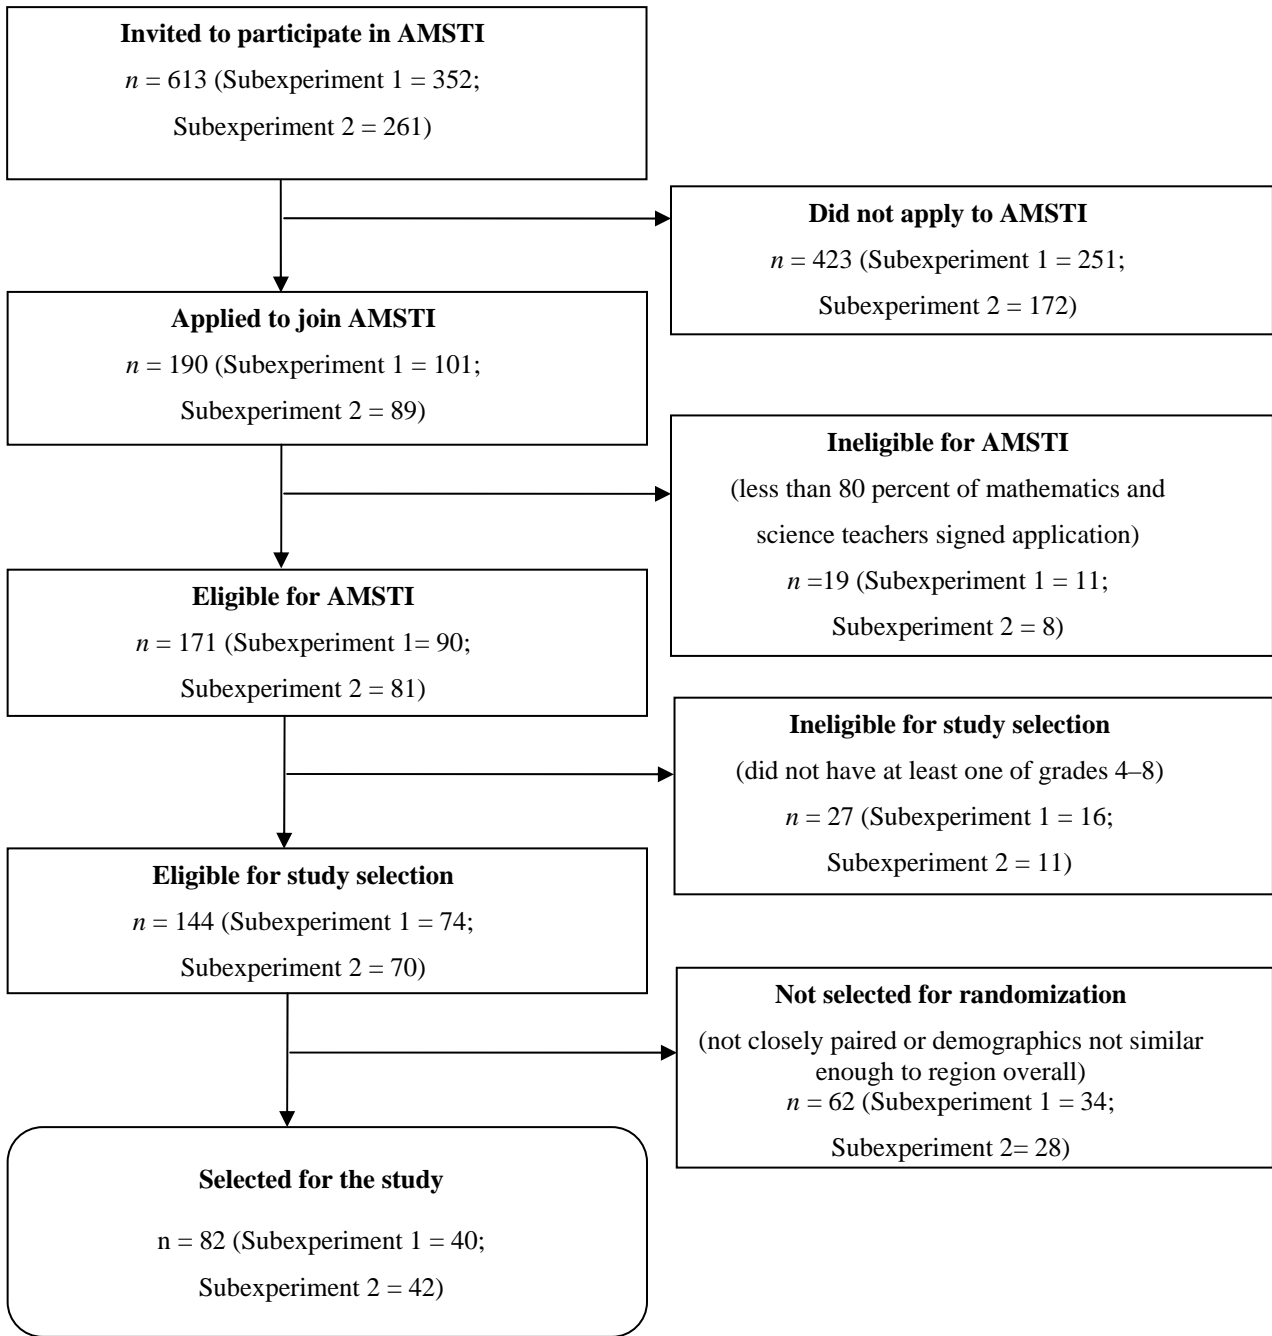 Invited to participate in AMSTI
n = 613 (Subexperiment 1 = 352;
Subexperiment 2 = 261)
Did not apply to AMSTI
n = 423 (Subexperiment 1 = 251;
Subexperiment 2 = 172)
Applied to join AMSTI
n = 190 (Subexperiment 1 = 101;
Subexperiment 2 = 89)
Ineligible for AMSTI
(less than 80 percent of mathematics and
science teachers signed application)
n =19 (Subexperiment 1 = 11;
Subexperiment 2 = 8)
Eligible for AMSTI
n = 171 (Subexperiment 1= 90;
Subexperiment 2 = 81)
Ineligible for study selection
(did not have at least one of grades 4–8)
n = 27 (Subexperiment 1 = 16;
Subexperiment 2 = 11)
Eligible for study selection
n = 144 (Subexperiment 1 = 74;
Subexperiment 2 = 70)
Not selected for randomization
(not closely paired or demographics not similar
enough to region overall)
n = 62 (Subexperiment 1 = 34;
Subexperiment 2= 28)
Selected for the study
n = 82 (Subexperiment 1 = 40;
Subexperiment 2 = 42)